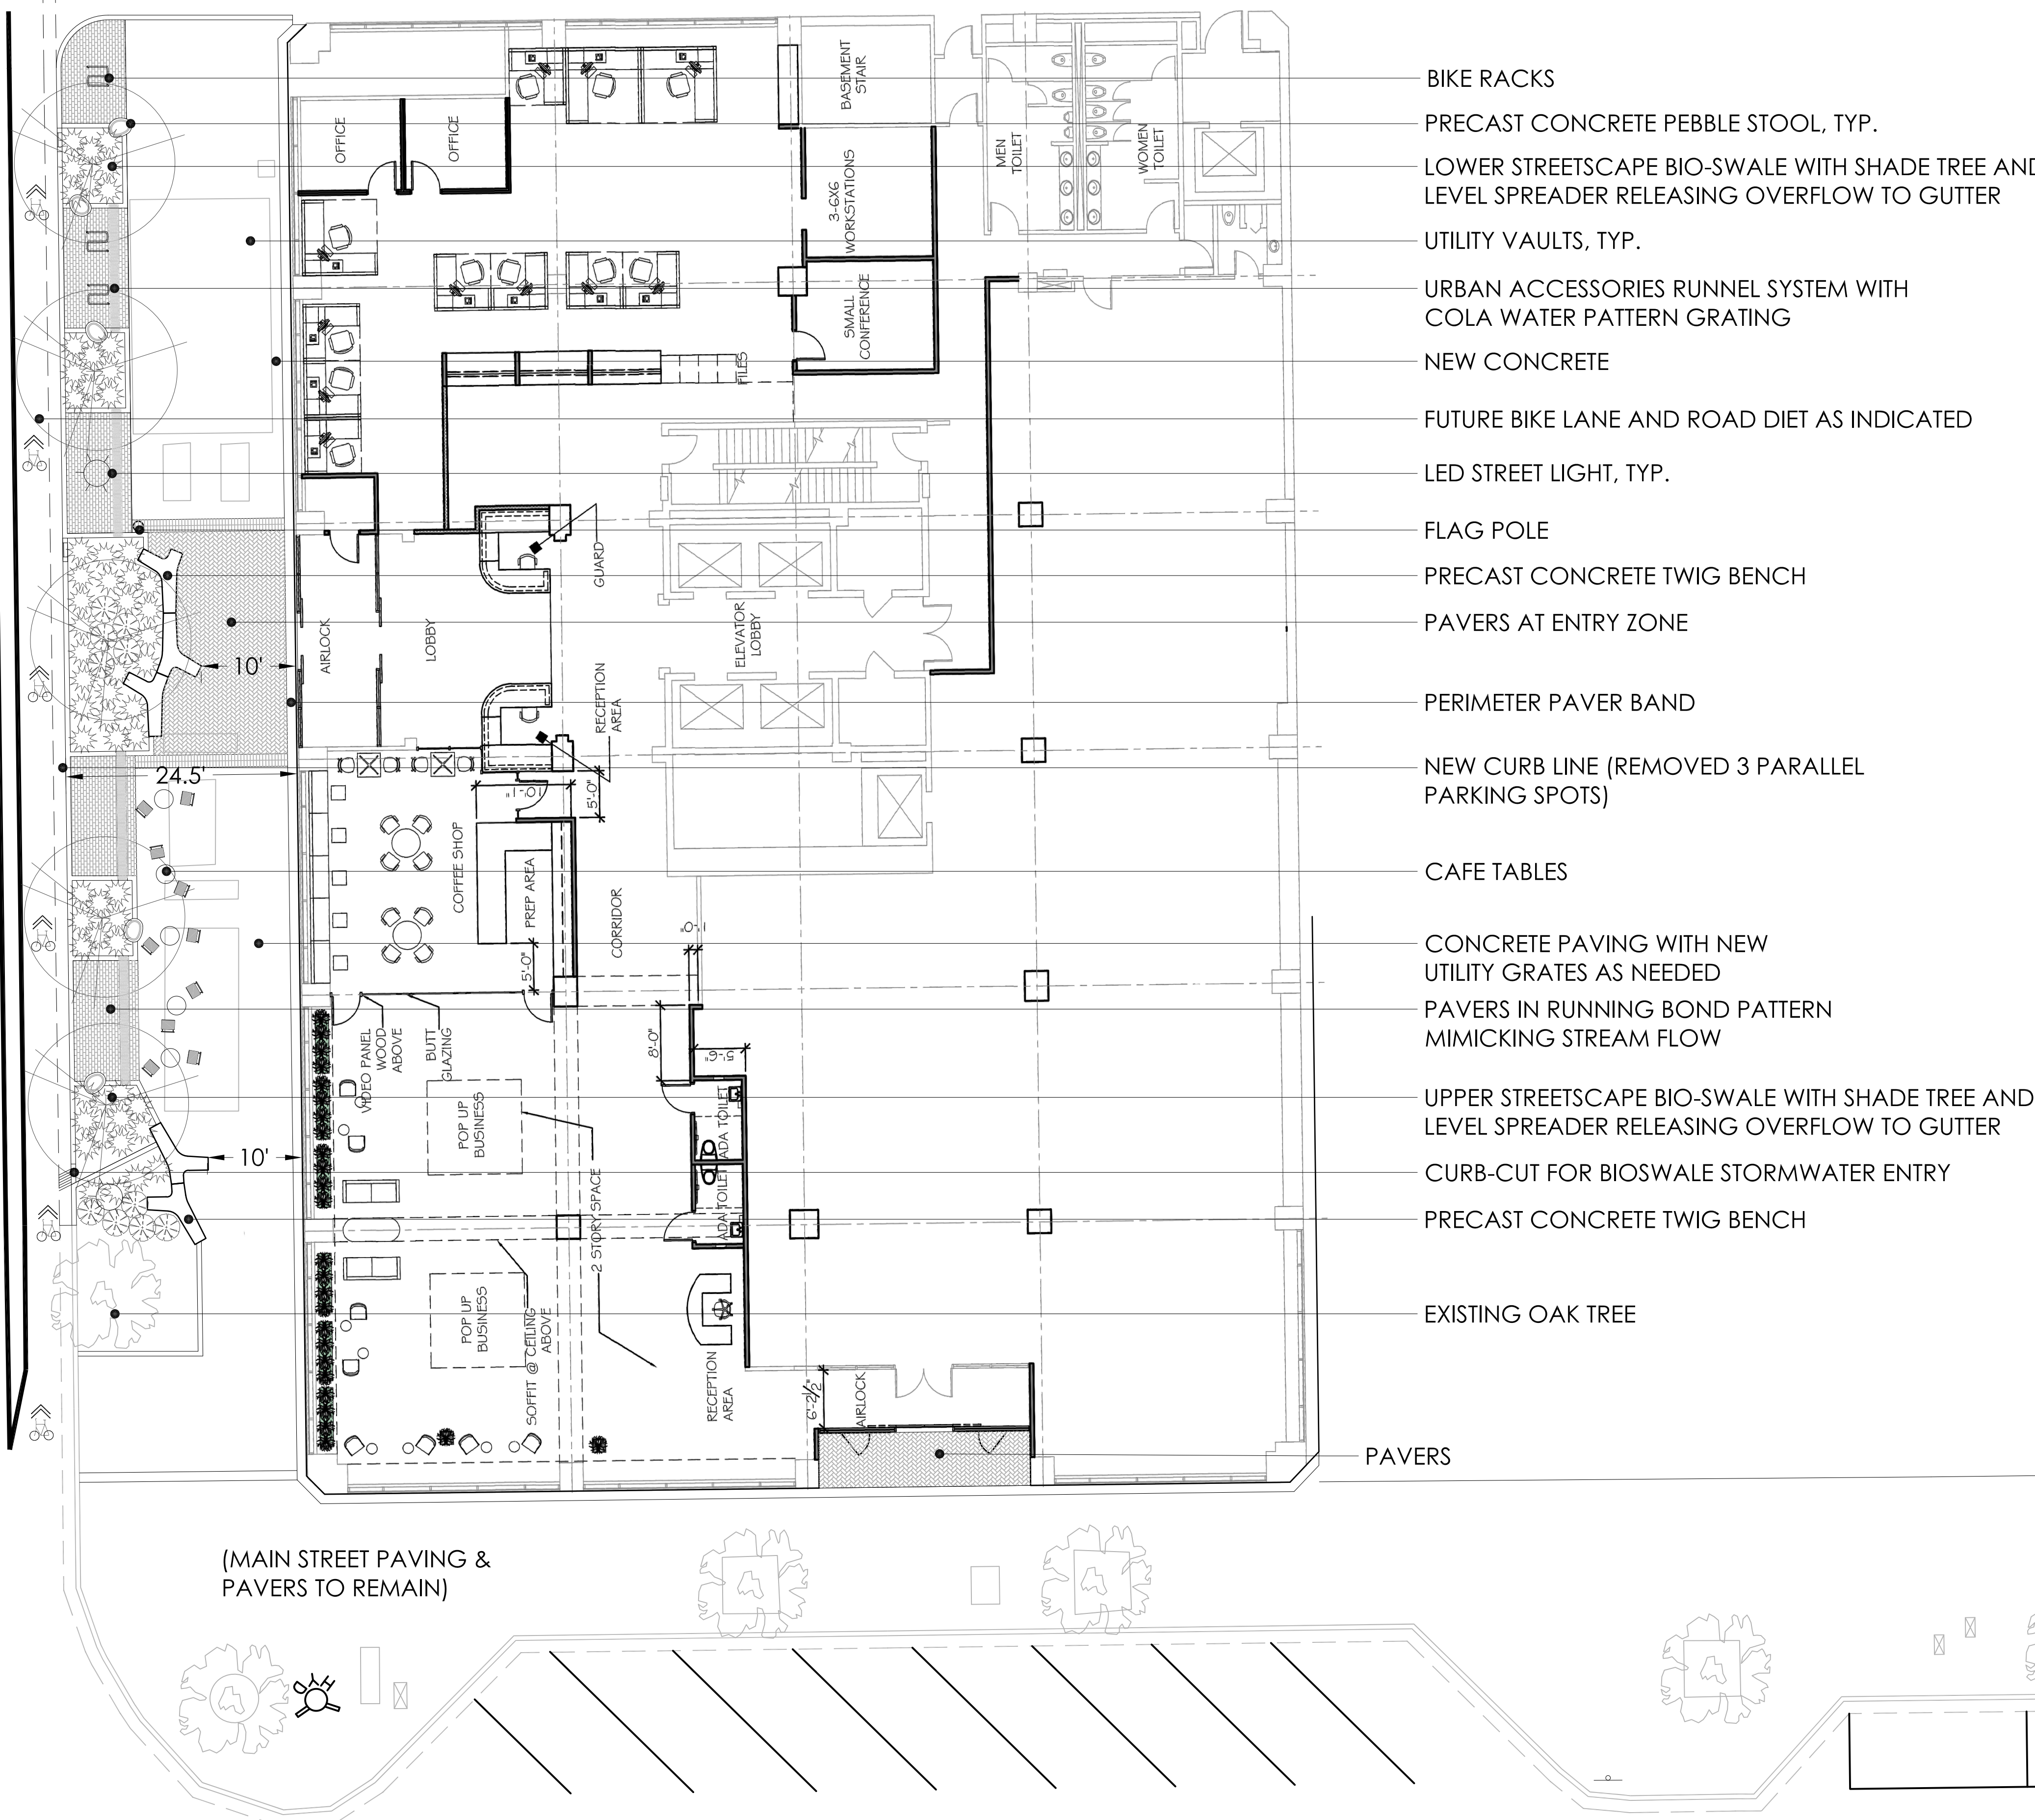 BIKE RACKS
PRECAST CONCRETE PEBBLE STOOL, TYP.
LOWER STREETSCAPE BIO-SWALE WITH SHADE TREE AND
LEVEL SPREADER RELEASING OVERFLOW TO GUTTER
UTILITY VAULTS, TYP.
URBAN ACCESSORIES RUNNEL SYSTEM WITH
COLA WATER PATTERN GRATING
NEW CONCRETE
FUTURE BIKE LANE AND ROAD DIET AS INDICATED
LED STREET LIGHT, TYP.
FLAG POLE
PRECAST CONCRETE TWIG BENCH
PAVERS AT ENTRY ZONE
PERIMETER PAVER BAND
NEW CURB LINE (REMOVED 3 PARALLEL
PARKING SPOTS)
CAFE TABLES
CONCRETE PAVING WITH NEW
UTILITY GRATES AS NEEDED
PAVERS IN RUNNING BOND PATTERN
MIMICKING STREAM FLOW
UPPER STREETSCAPE BIO-SWALE WITH SHADE TREE AND
LEVEL SPREADER RELEASING OVERFLOW TO GUTTER
CURB-CUT FOR BIOSWALE STORMWATER ENTRY
PRECAST CONCRETE TWIG BENCH
EXISTING OAK TREE
PAVERS
OFFICE
OFFICE
BASEMENT
STAIR
3-6X6
WORKSTATIONS
MEN
TOILET
WOMEN
TOILET
SMALL
CONFERENCE
FILES
GUARD
AIRLOCK
LOBBY
ELEVATOR
LOBBY
RECEPTION
AREA
10'
24.5'
5'-0"
COFFEE SHOP
PREP AREA
CORRIDOR
5'-0"
8'-0"
VIDEO PANEL
WOOD
ABOVE
BUTT
GLAZING
POP UP
BUSINESS
ADA TOILET
ADA TOILET
10'
2 STORY SPACE
POP UP
BUSINESS
SOFFIT @ CEILING
ABOVE
RECEPTION
AREA
6'-2½"
AIRLOCK
(MAIN STREET PAVING &
PAVERS TO REMAIN)
HYD